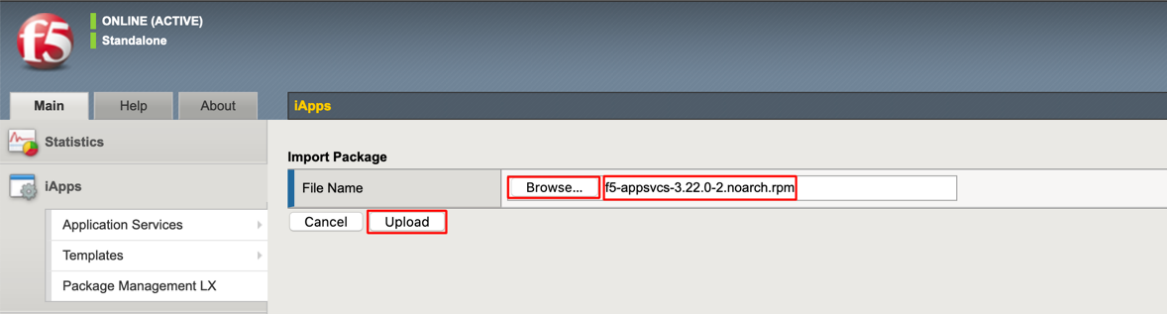 f5
ONLINE (ACTIVE)
Standalone
Main Help About
iApps
Statistics
iApps
Application Services
Templates
Package Management LX
Import Package
File Name Browse... f5-appsvcs-3.22.0-2.noarch.rpm
Cancel Upload